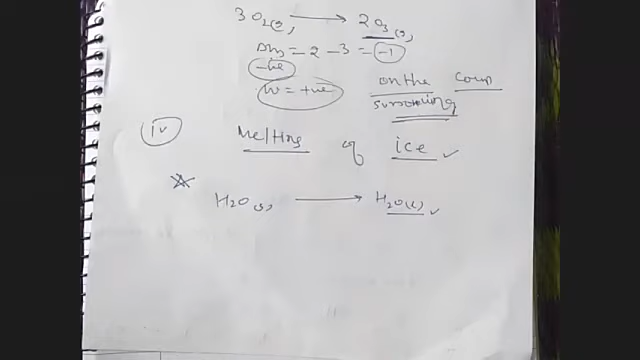 3O2(g) → 2O3(g)
Δng = 2 - 3 = -1
-ve
w = +ve on the
surrounding
iv Melting of ice ✓
H2O(s) → H2O(l) ✓